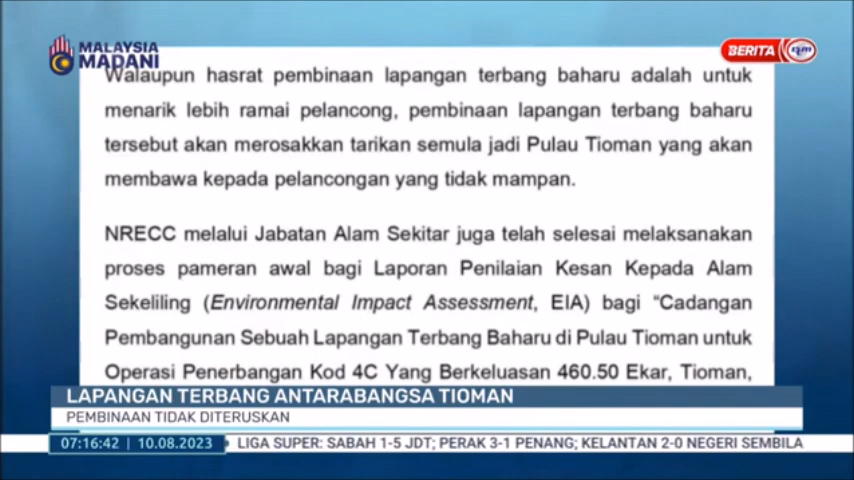 MALAYSIA
MADANI
BERITA rtm
Walaupun hasrat pembinaan lapangan terbang baharu adalah untuk
menarik lebih ramai pelancong, pembinaan lapangan terbang baharu
tersebut akan merosakkan tarikan semula jadi Pulau Tioman yang akan
membawa kepada pelancongan yang tidak mampan.
NRECC melalui Jabatan Alam Sekitar juga telah selesai melaksanakan
proses pameran awal bagi Laporan Penilaian Kesan Kepada Alam
Sekeliling (Environmental Impact Assessment, EIA) bagi “Cadangan
Pembangunan Sebuah Lapangan Terbang Baharu di Pulau Tioman untuk
Operasi Penerbangan Kod 4C Yang Berkeluasan 460.50 Ekar, Tioman,
LAPANGAN TERBANG ANTARABANGSA TIOMAN
PEMBINAAN TIDAK DITERUSKAN
07:16:42 | 10.08.2023 LIGA SUPER: SABAH 1-5 JDT; PERAK 3-1 PENANG; KELANTAN 2-0 NEGERI SEMBILA